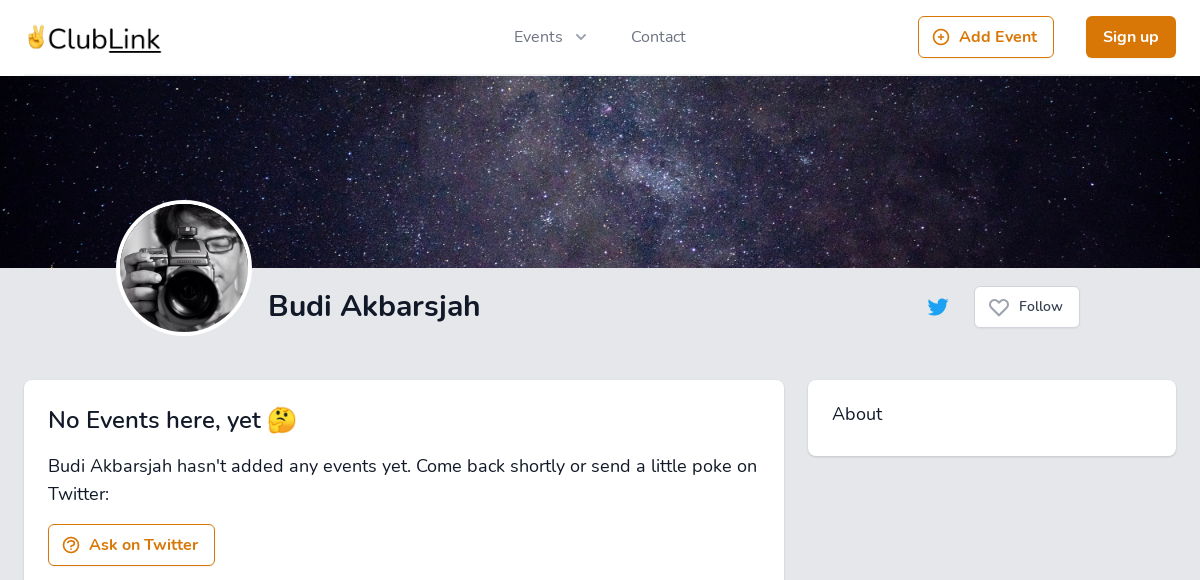 ✌ClubLink
Events
Contact
Add Event
Sign up
Budi Akbarsjah
Follow
No Events here, yet 🤔
Budi Akbarsjah hasn't added any events yet. Come back shortly or send a little poke on
Twitter:
Ask on Twitter
About